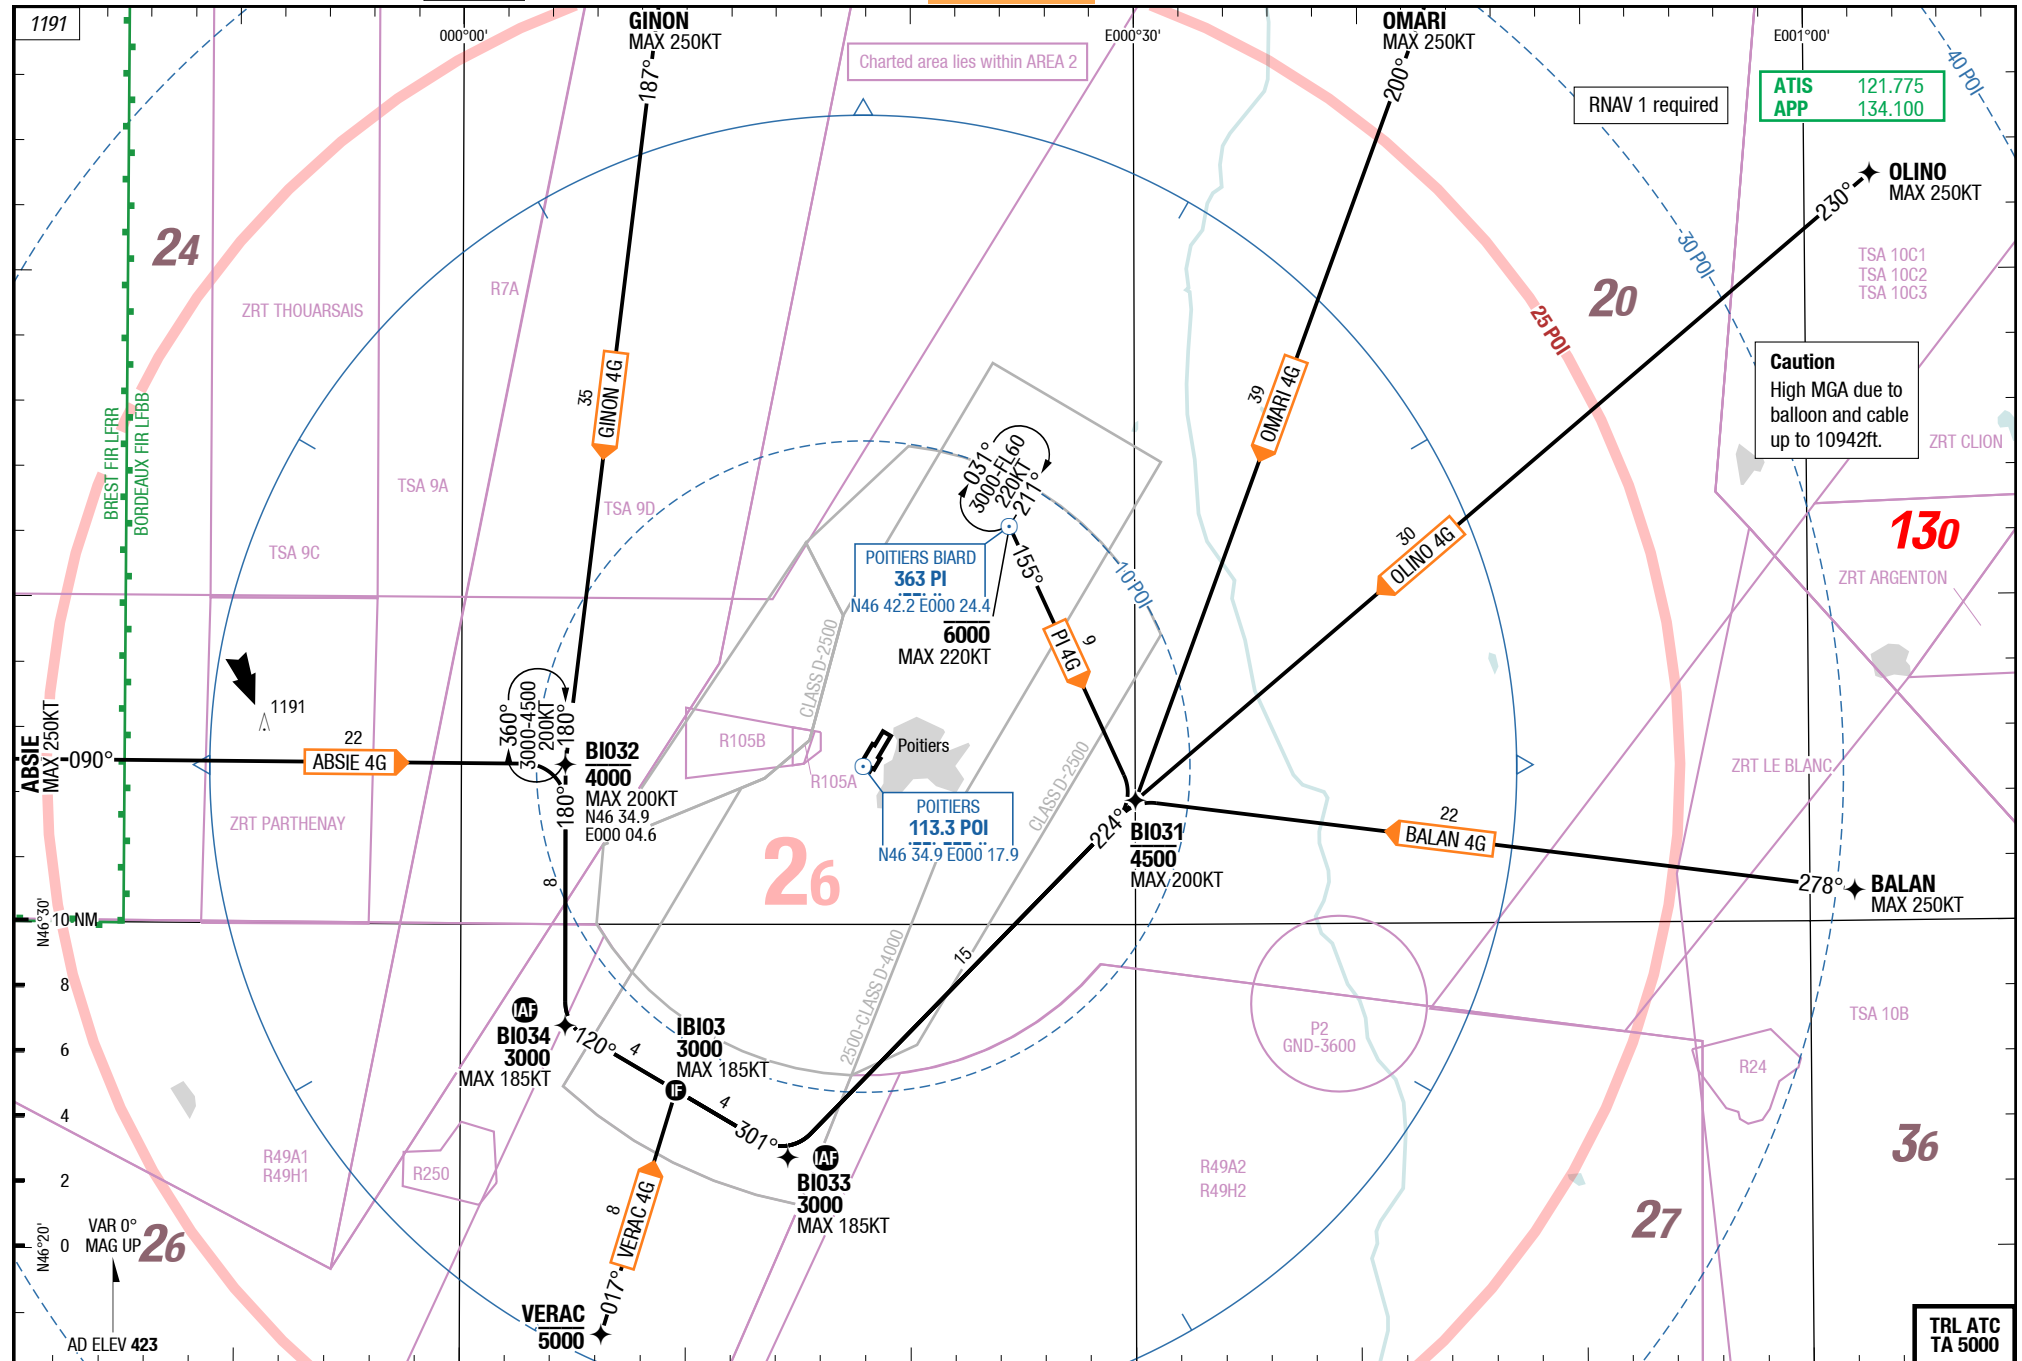 1191
000°00'
GINON
MAX 250KT
187°
Charted area lies within AREA 2
E000°30'
OMARI
MAX 250KT
200°
RNAV 1 required
E001°00'
ATIS 121.775
APP 134.100
40 POI
OLINO
MAX 250KT
230°
24
ZRT THOUARSAIS
R7A
30 POI
TSA 10C1
TSA 10C2
TSA 10C3
20
25 POI
Caution
High MGA due to
balloon and cable
up to 10942ft.
ZRT CLION
35
GINON 4G
39
OMARI 4G
BREST FIR LFRR
BORDEAUX FIR LFBB
TSA 9A
TSA 9D
TSA 9C
031°
3000-FL60
220KT
211°
155°
POITIERS BIARD
363 PI
N46 42.2 E000 24.4
6000
MAX 220KT
10 POI
30
OLINO 4G
130
ZRT ARGENTON
9
PI 4G
CLASS D-2500
ABSIE
MAX 250KT
090°
1191
22
ABSIE 4G
360°
3000-4500
200KT
180°
BI032
4000
MAX 200KT
N46 34.9
E000 04.6
180°
R105B
R105A
Poitiers
POITIERS
113.3 POI
N46 34.9 E000 17.9
CLASS D-2500
ZRT LE BLANC
ZRT PARTHENAY
26
224°
BI031
4500
MAX 200KT
22
BALAN 4G
278°
BALAN
MAX 250KT
8
N46°30'
10 NM
8
6
4
2
0
15
2500-CLASS D-4000
IAF
BI034
3000
MAX 185KT
120°
4
IBI03
3000
MAX 185KT
IF
4
301°
IAF
BI033
3000
MAX 185KT
P2
GND-3600
TSA 10B
R24
36
R49A1
R49H1
R250
R49A2
R49H2
27
8
VERAC 4G
017°
VERAC
5000
N46°20'
VAR 0°
MAG UP
26
AD ELEV 423
TRL ATC
TA 5000